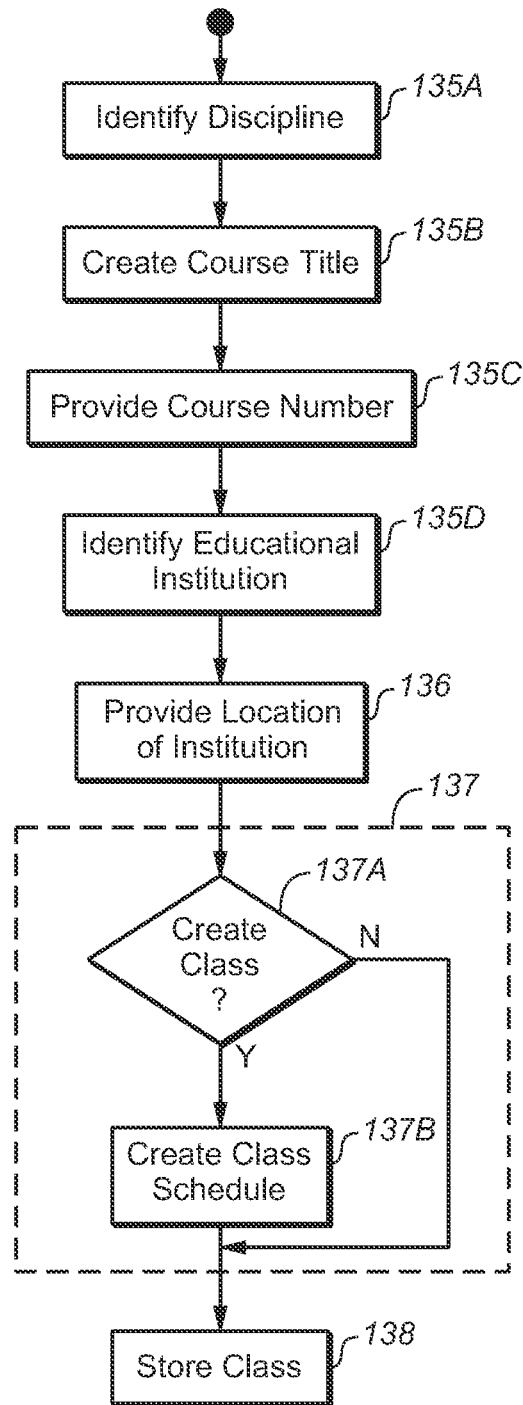 135A
Identify Discipline
135B
Create Course Title
135C
Provide Course Number
135D
Identify Educational
Institution
136
Provide Location
of Institution
137
137A
Create
Class
?
N
Y
137B
Create Class
Schedule
138
Store Class